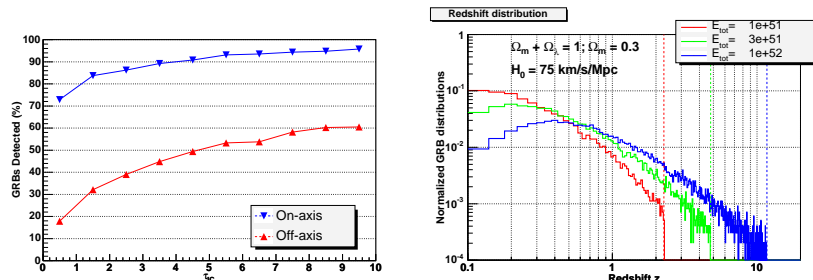 GRBs Detected (%)
100
90
80
70
60
50
40
30
20
10
0
0 1 2 3 4 5 6 7 8 9 10
On-axis
Off-axis
Redshift distribution
E_tot= 1e+51
E_tot= 3e+51
E_tot= 1e+52
Ω_m + Ω_λ = 1; Ω_m = 0.3
H_0 = 75 km/s/Mpc
Normalized GRB distributions
10^-1
10^-2
10^-3
10^-4
0.1 1 10
Redshift z